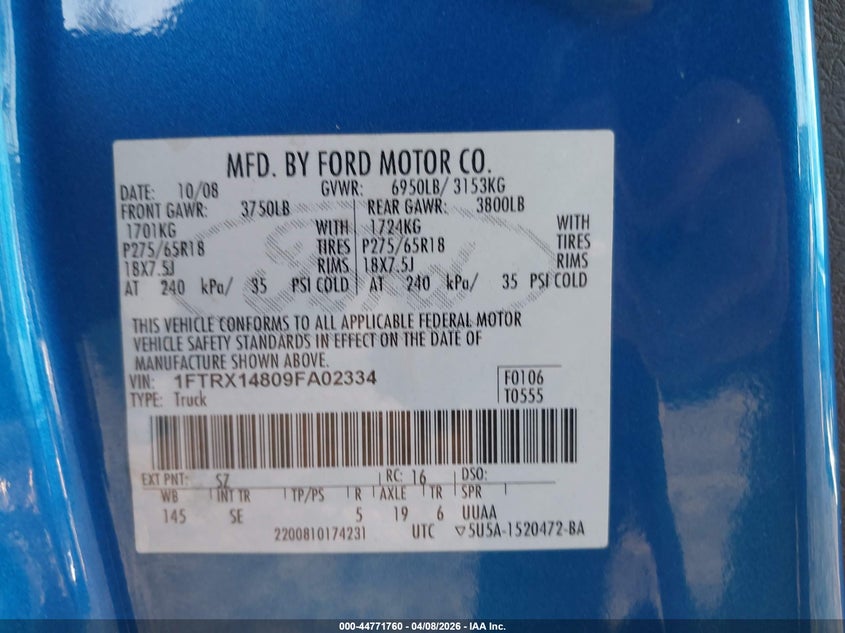 MFD. BY FORD MOTOR CO.
DATE: 10/08 GVWR: 6950LB/ 3153KG
FRONT GAWR: 3750LB REAR GAWR: 3800LB
1701KG WITH 1724KG WITH
P275/65R18 TIRES P275/65R18 TIRES
18X7.5J RIMS 18X7.5J RIMS
AT 240 kPa/ 35 PSI COLD AT 240 kPa/ 35 PSI COLD
THIS VEHICLE CONFORMS TO ALL APPLICABLE FEDERAL MOTOR
VEHICLE SAFETY STANDARDS IN EFFECT ON THE DATE OF
MANUFACTURE SHOWN ABOVE.
VIN: 1FTRX14809FA02334 F0106
TYPE: Truck T0555
EXT PNT: SZ RC: 16 DSO:
WB INT TR TP/PS R AXLE TR SPR
145 SE 5 19 6 UUAA
2200810174231 UTC ▽5U5A-1520472-BA
000-44771760 - 04/08/2026 - IAA Inc.